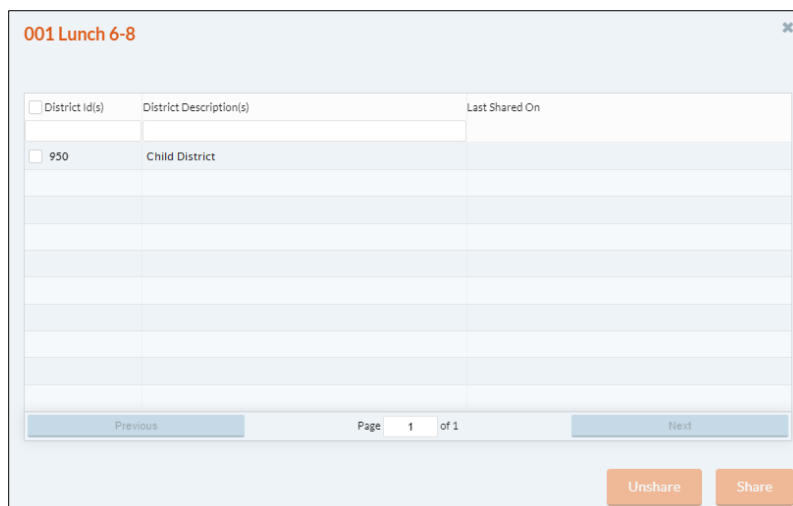 001 Lunch 6-8
District Id(s) District Description(s) Last Shared On
950 Child District
Previous Page 1 of 1 Next
Unshare Share